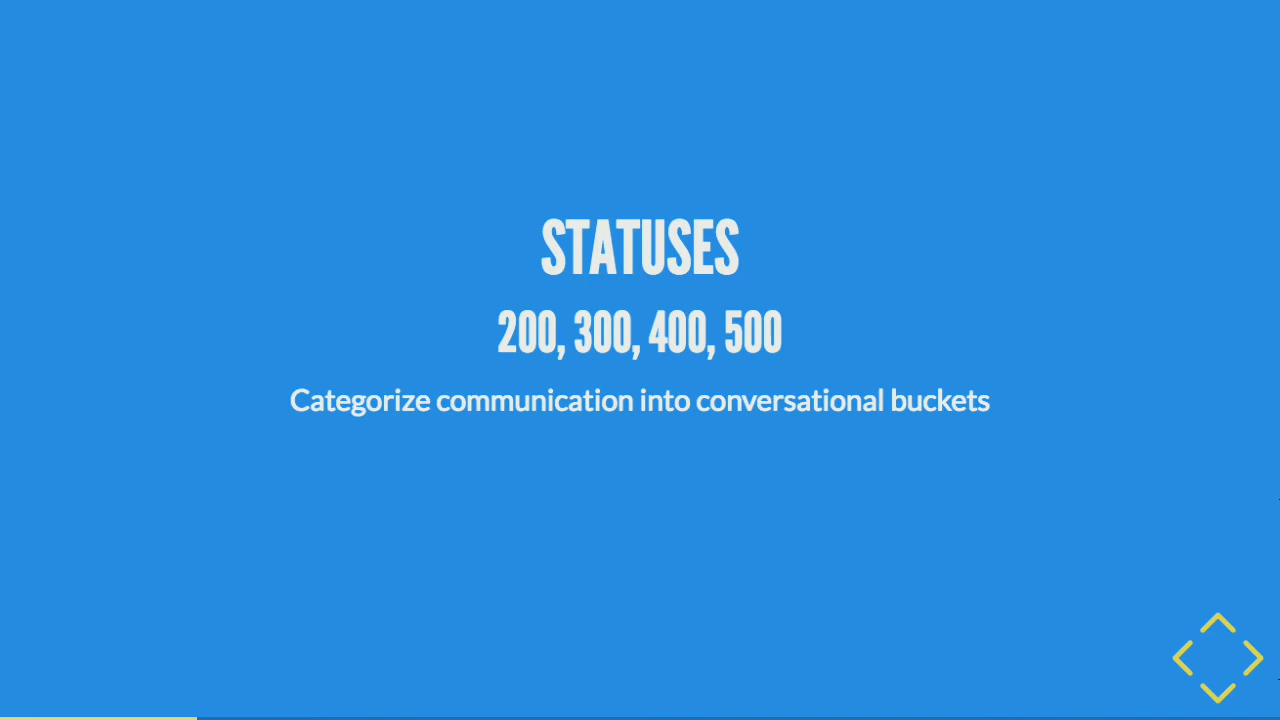 STATUSES
200, 300, 400, 500
Categorize communication into conversational buckets